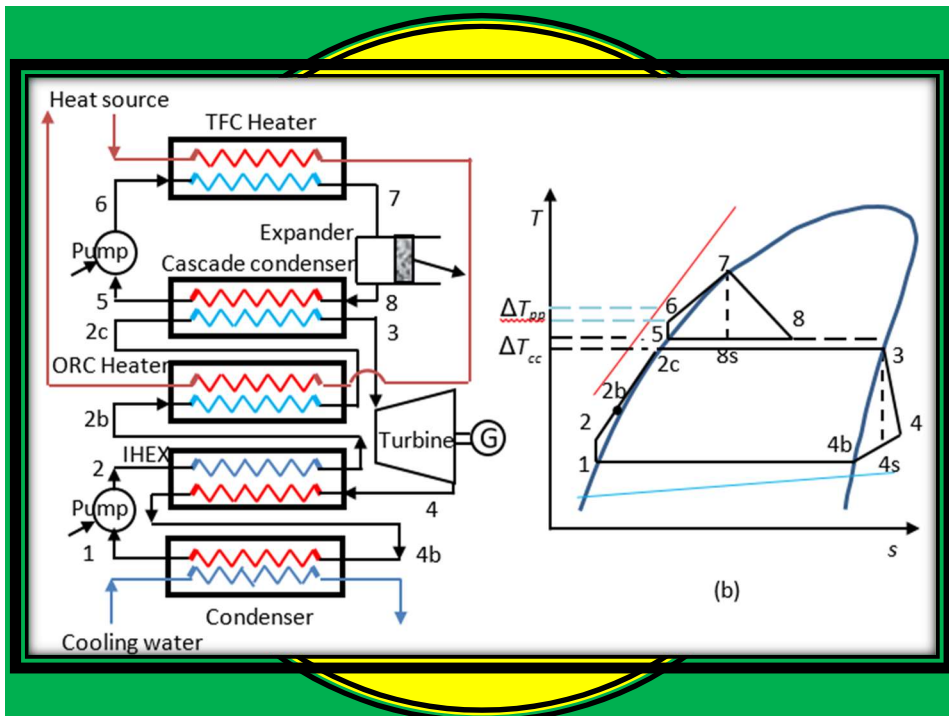 Heat source
TFC Heater
6
7
Pump
Expander
Cascade condenser
5
8
2c
3
ORC Heater
2b
Turbine
G
IHEX
2
Pump
4
1
4b
Condenser
Cooling water
T
7
ΔTpp
6
5
8
ΔTcc
2c
8s
3
2b
2
4
4b
1
4s
s
(b)